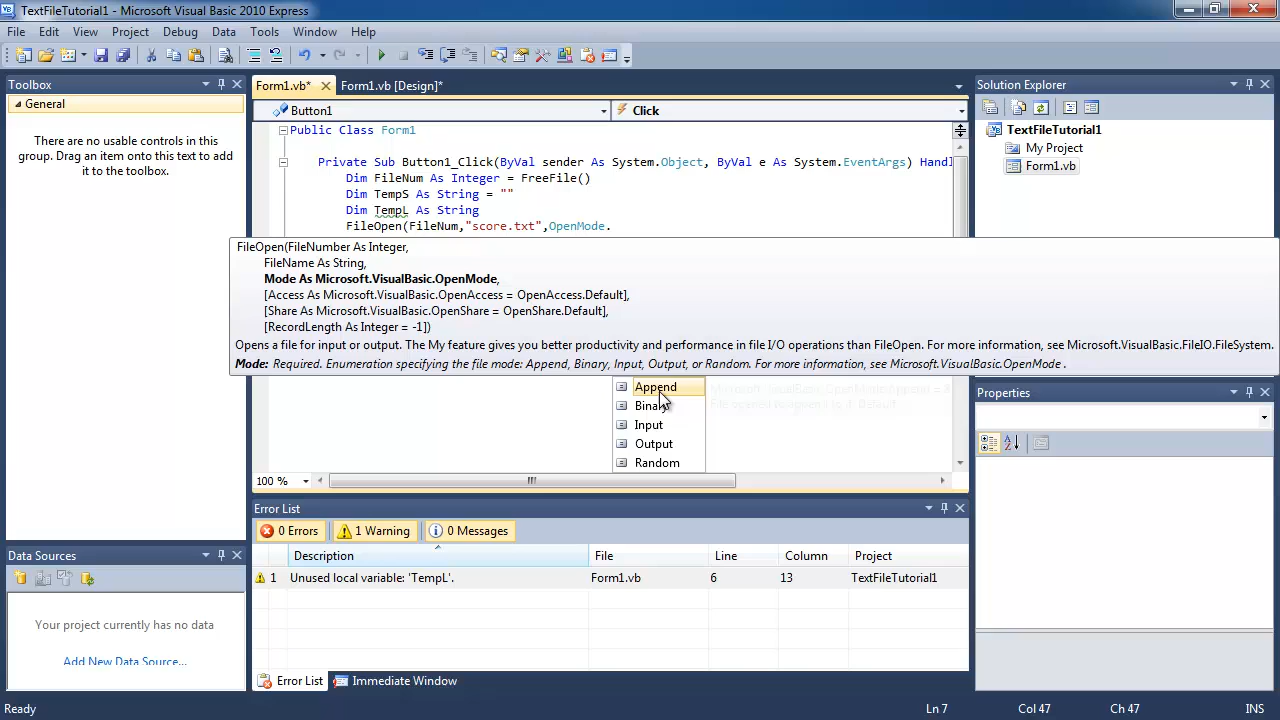 TextFileTutorial1 - Microsoft Visual Basic 2010 Express
File Edit View Project Debug Data Tools Window Help
Toolbox
General
There are no usable controls in this
group. Drag an item onto this text to add
it to the toolbox.
Form1.vb* Form1.vb [Design]*
Button1 Click
Public Class Form1
Private Sub Button1_Click(ByVal sender As System.Object, ByVal e As System.EventArgs) Handl
Dim FileNum As Integer = FreeFile()
Dim TempS As String = ""
Dim TempL As String
FileOpen(FileNum,"score.txt",OpenMode.
FileOpen(FileNumber As Integer,
FileName As String,
Mode As Microsoft.VisualBasic.OpenMode,
[Access As Microsoft.VisualBasic.OpenAccess = OpenAccess.Default],
[Share As Microsoft.VisualBasic.OpenShare = OpenShare.Default],
[RecordLength As Integer = -1])
Opens a file for input or output. The My feature gives you better productivity and performance in file I/O operations than FileOpen. For more information, see Microsoft.VisualBasic.FileIO.FileSystem.
Mode: Required. Enumeration specifying the file mode: Append, Binary, Input, Output, or Random. For more information, see Microsoft.VisualBasic.OpenMode .
Append
Binary
Input
Output
Random
100 %
Solution Explorer
TextFileTutorial1
My Project
Form1.vb
Properties
Error List
0 Errors 1 Warning 0 Messages
Description File Line Column Project
1 Unused local variable: 'TempL'. Form1.vb 6 13 TextFileTutorial1
Data Sources
Your project currently has no data
Add New Data Source...
Error List Immediate Window
Ready Ln 7 Col 47 Ch 47 INS